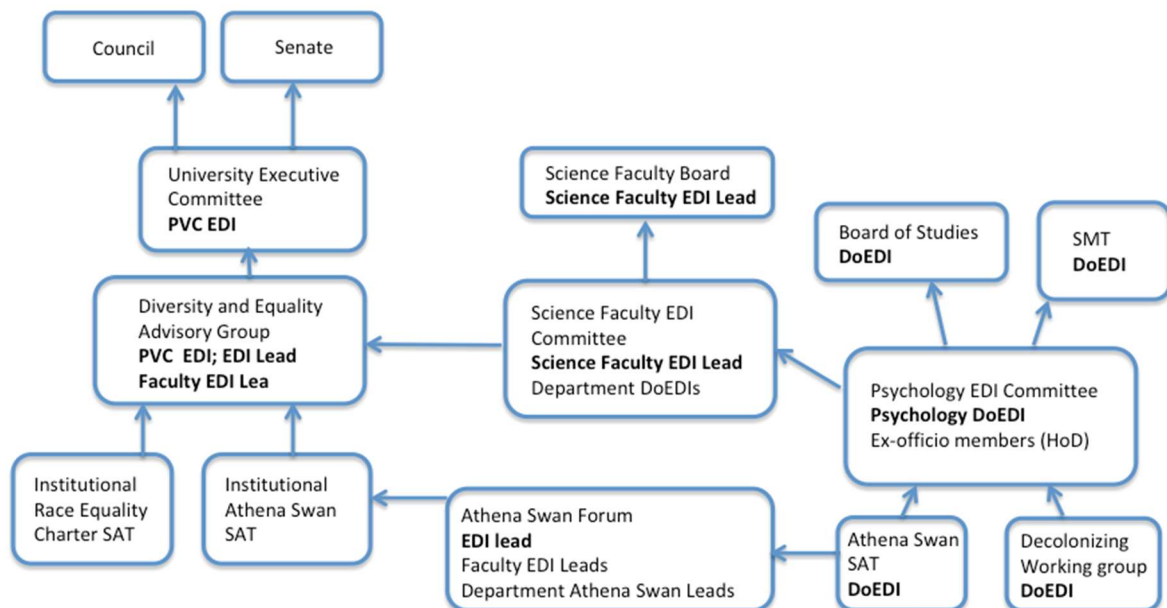 Council
Senate
University Executive
Committee
PVC EDI
Science Faculty Board
Science Faculty EDI Lead
Board of Studies
DoEDI
SMT
DoEDI
Diversity and Equality
Advisory Group
PVC EDI; EDI Lead
Faculty EDI Lea
Science Faculty EDI
Committee
Science Faculty EDI Lead
Department DoEDIs
Psychology EDI Committee
Psychology DoEDI
Ex-officio members (HoD)
Institutional
Race Equality
Charter SAT
Institutional
Athena Swan
SAT
Athena Swan Forum
EDI lead
Faculty EDI Leads
Department Athena Swan Leads
Athena Swan
SAT
DoEDI
Decolonizing
Working group
DoEDI